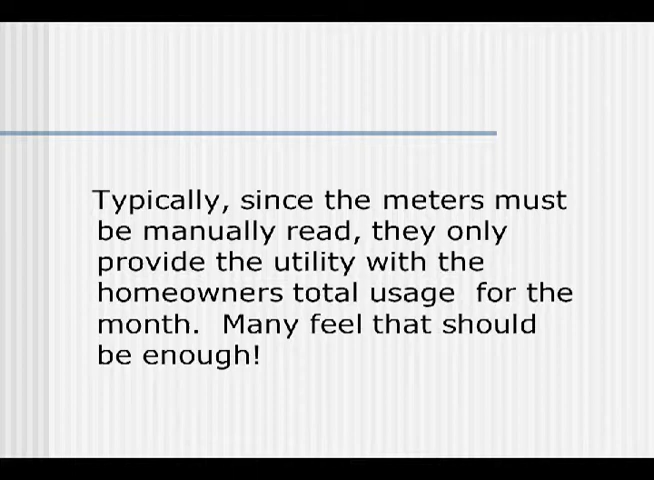 Typically, since the meters must
be manually read, they only
provide the utility with the
homeowners total usage  for the
month.  Many feel that should
be enough!